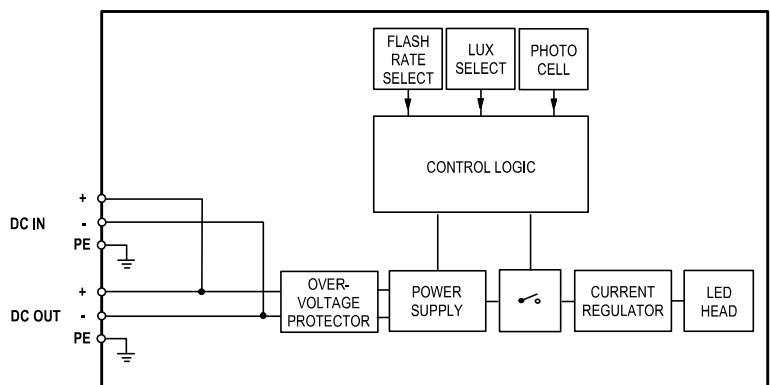 FLASH
RATE
SELECT
LUX
SELECT
PHOTO
CELL
CONTROL LOGIC
+
DC IN
-
PE
+
DC OUT
-
PE
OVER-
VOLTAGE
PROTECTOR
POWER
SUPPLY
CURRENT
REGULATOR
LED
HEAD